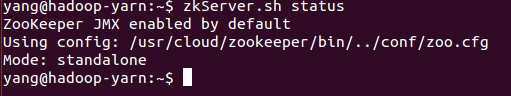 yang@hadoop-yarn:~$ zkServer.sh status
ZooKeeper JMX enabled by default
Using config: /usr/cloud/zookeeper/bin/../conf/zoo.cfg
Mode: standalone
yang@hadoop-yarn:~$